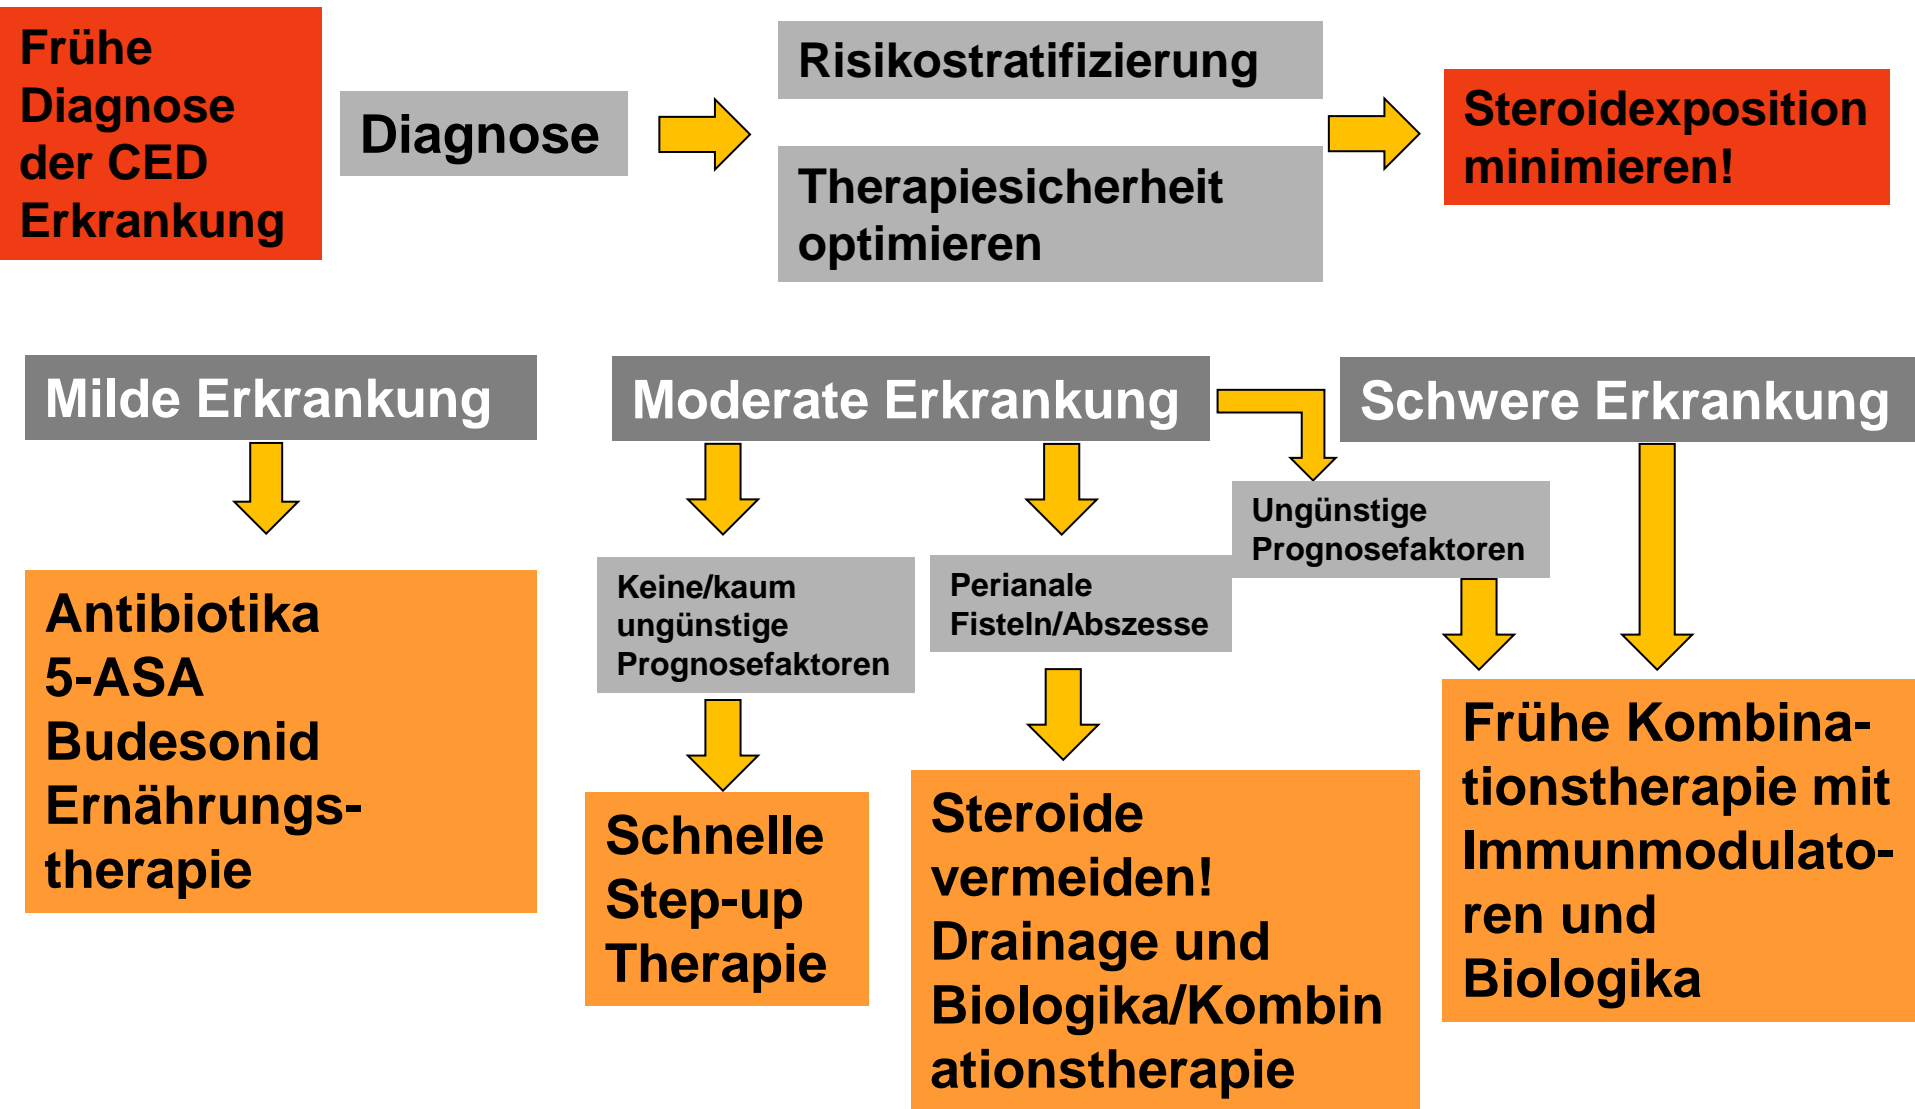 Frühe
Diagnose
der CED
Erkrankung
Diagnose
Risikostratifizierung
Therapiesicherheit
optimieren
Steroidexposition
minimieren!
Milde Erkrankung
Moderate Erkrankung
Schwere Erkrankung
Antibiotika
5-ASA
Budesonid
Ernährungs-
therapie
Keine/kaum
ungünstige
Prognosefaktoren
Schnelle
Step-up
Therapie
Perianale
Fisteln/Abszesse
Steroide
vermeiden!
Drainage und
Biologika/Kombin
ationstherapie
Ungünstige
Prognosefaktoren
Frühe Kombina-
tionstherapie mit
Immunmodulato-
ren und
Biologika